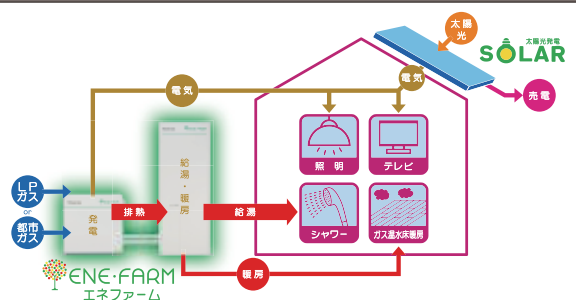 太陽
光
太陽光発電
SOLAR
電気
電気
売電
照 明
テレビ
給湯・暖房
LP
ガス
or
都市
ガス
発電
排熱
給湯
シャワー
ガス温水床暖房
暖房
ENE・FARM
エネファーム